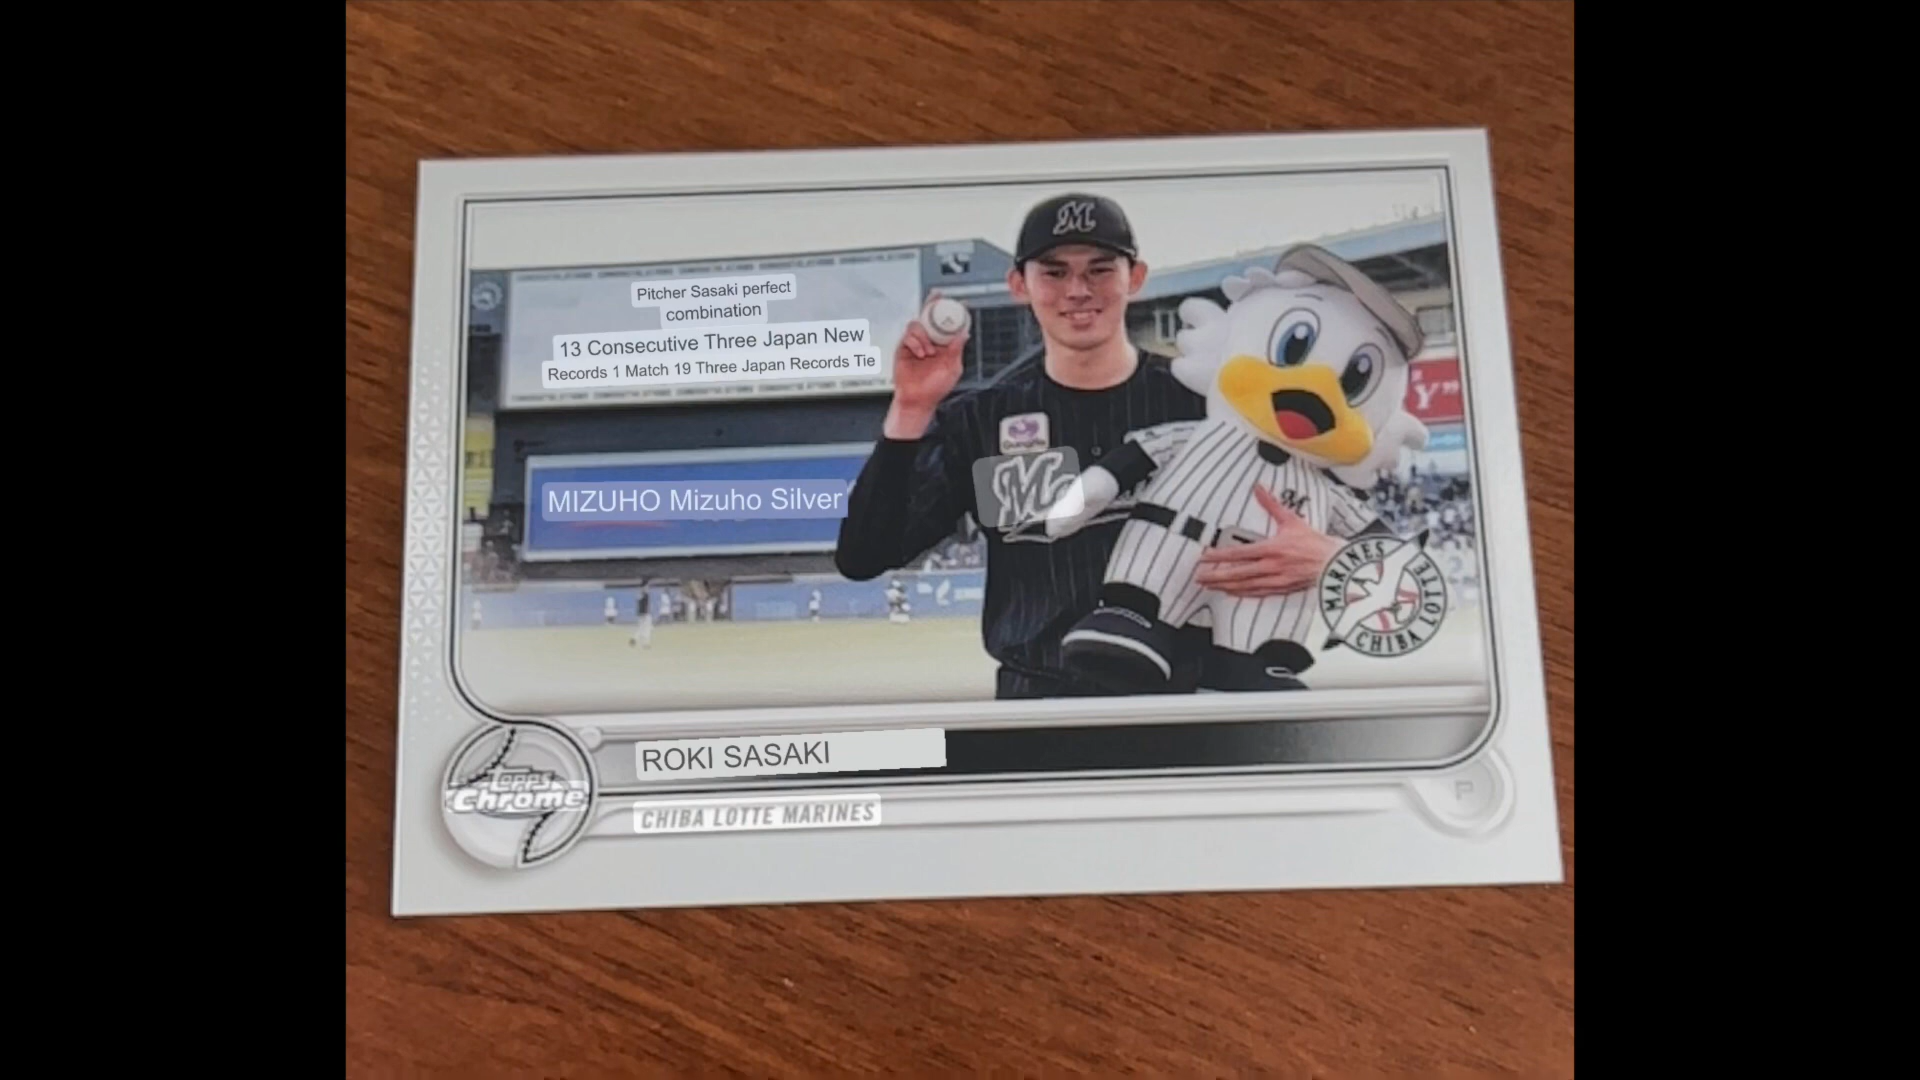 Pitcher Sasaki perfect
combination
13 Consecutive Three Japan New
Records 1 Match 19 Three Japan Records Tie
MIZUHO Mizuho Silver
M
M
M
Y"
MARINES
CHIBA LOTTE
ROKI SASAKI
Topps
Chrome
CHIBA LOTTE MARINES
P